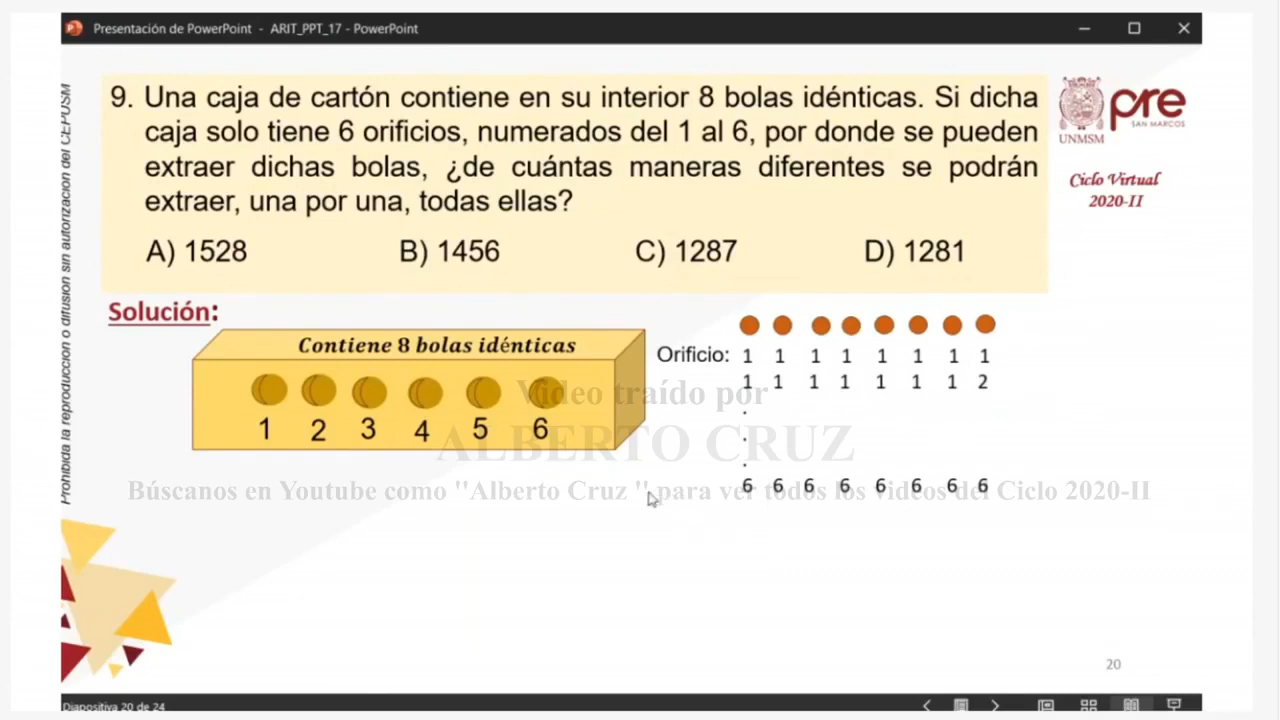 Presentación de PowerPoint - ARIT_PPT_17 - PowerPoint
Prohibida la reproduccion o difusion sin autorizacion del CEPUSM
9. Una caja de cartón contiene en su interior 8 bolas idénticas. Si dicha
caja solo tiene 6 orificios, numerados del 1 al 6, por donde se pueden
extraer dichas bolas, ¿de cuántas maneras diferentes se podrán
extraer, una por una, todas ellas?
A) 1528 B) 1456 C) 1287 D) 1281
UNMSM
pre
SAN MARCOS
Ciclo Virtual
2020-II
Solución:
Contiene 8 bolas idénticas
1 2 3 4 5 6
Orificio: 1 1 1 1 1 1 1 1
1 1 1 1 1 1 1 2
.
.
.
6 6 6 6 6 6 6 6
Video traído por
ALBERTO CRUZ
Búscanos en Youtube como "Alberto Cruz " para ver todos los videos del Ciclo 2020-II
20
Diapositiva 20 de 24